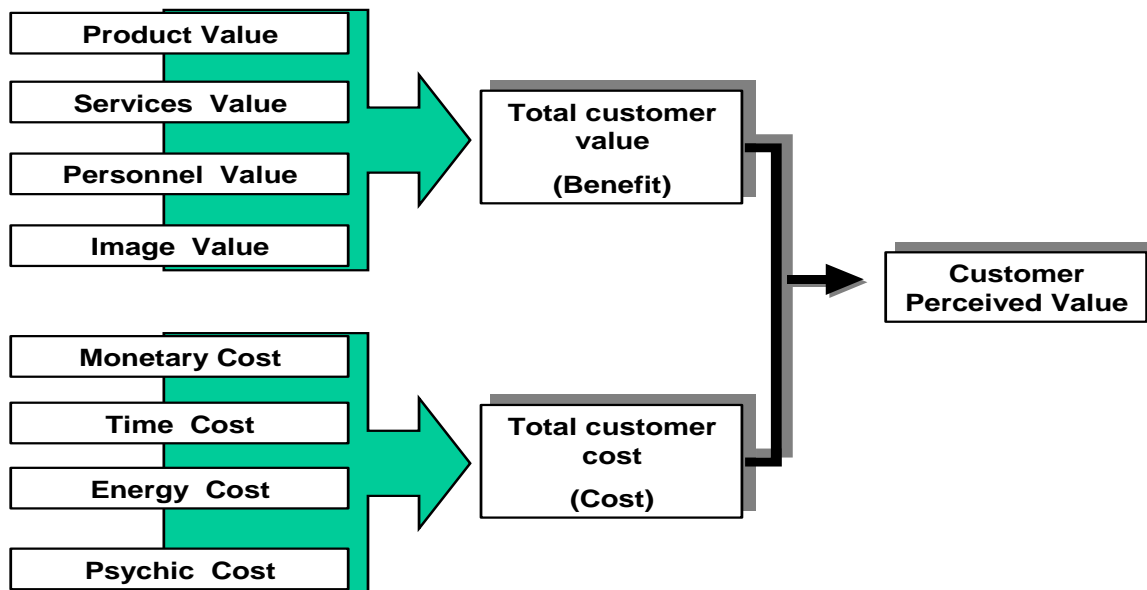 Product Value
Services Value
Personnel Value
Image Value
Total customer
value
(Benefit)
Monetary Cost
Time Cost
Energy Cost
Psychic Cost
Total customer
cost
(Cost)
Customer
Perceived Value